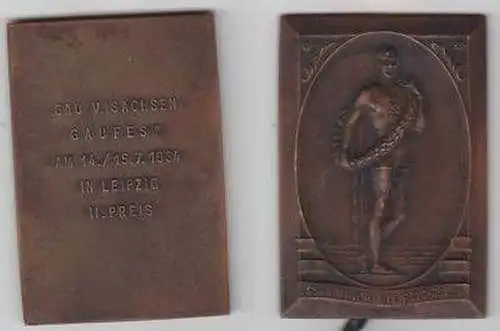 GAU V. SACHSEN
GAUFEST
AM 14./15.7.1934
IN LEIPZIG
II. PREIS